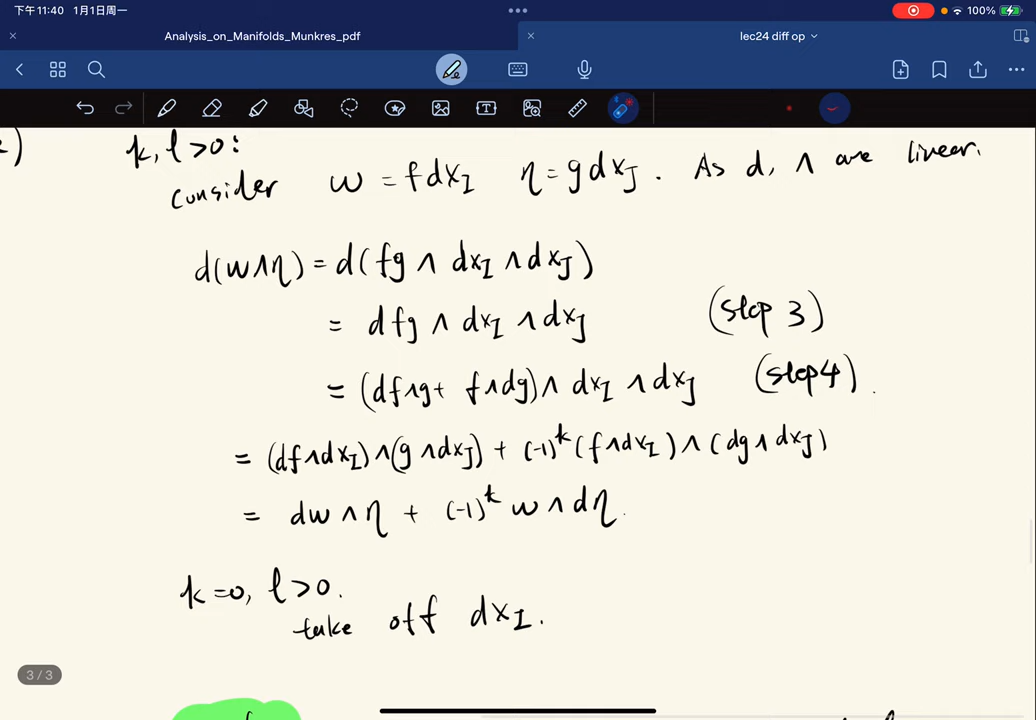 下午11:40 1月1日周一
100%
Analysis_on_Manifolds_Munkres_pdf
lec24 diff op
k, l >0:
consider ω = f dx_I η = g dx_J . As d, ∧ are linear.
d(ω∧η) = d(fg ∧ dx_I ∧ dx_J)
= dfg ∧ dx_I ∧ dx_J (step 3)
= (df∧g + f∧dg) ∧ dx_I ∧ dx_J (step 4).
= (df∧dx_I) ∧ (g∧dx_J) + (-1)^k (f∧dx_I) ∧ (dg∧dx_J)
= dω∧η + (-1)^k ω∧dη.
k=0, l>0.
take off dx_I.
3 / 3